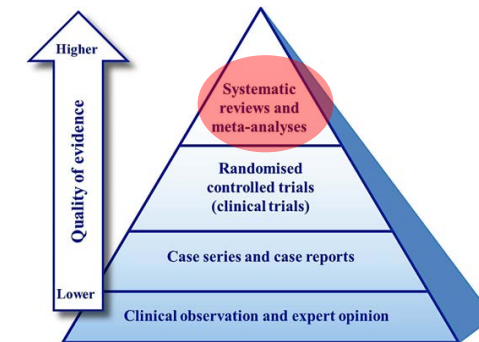 Higher
Quality of evidence
Lower
Systematic
reviews and
meta-analyses
Randomised
controlled trials
(clinical trials)
Case series and case reports
Clinical observation and expert opinion